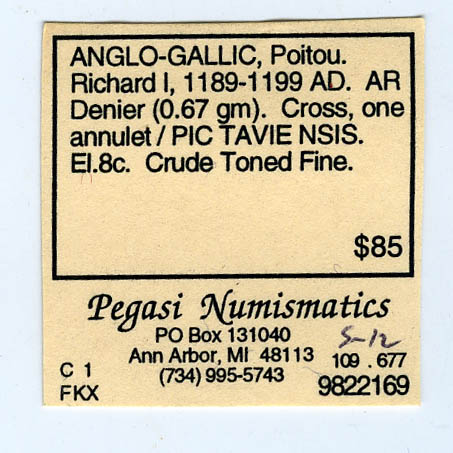 ANGLO-GALLIC, Poitou.
Richard I, 1189-1199 AD. AR
Denier (0.67 gm). Cross, one
annulet / PIC TAVIE NSIS.
El.8c. Crude Toned Fine.
$85
Pegasi Numismatics
PO Box 131040
Ann Arbor, MI 48113
(734) 995-5743
C 1
FKX
5-12
109 . 677
9822169